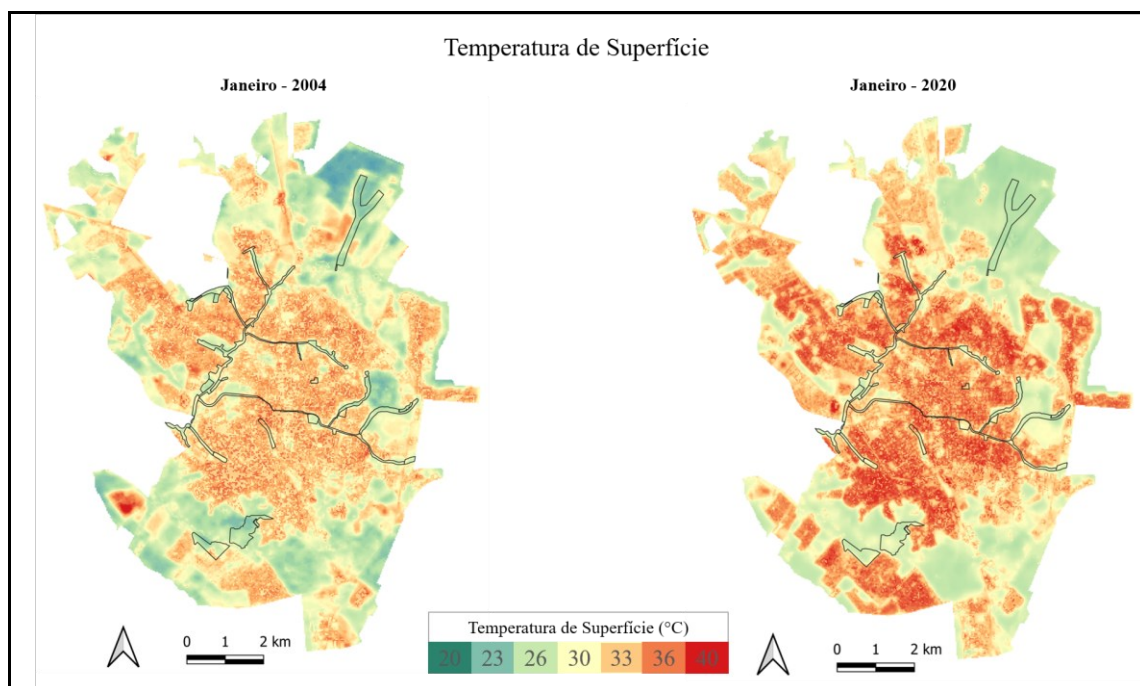 Temperatura de Superfície
Janeiro - 2004
Janeiro - 2020
Temperatura de Superfície (°C)
20 23 26 30 33 36 40
0 1 2 km
0 1 2 km